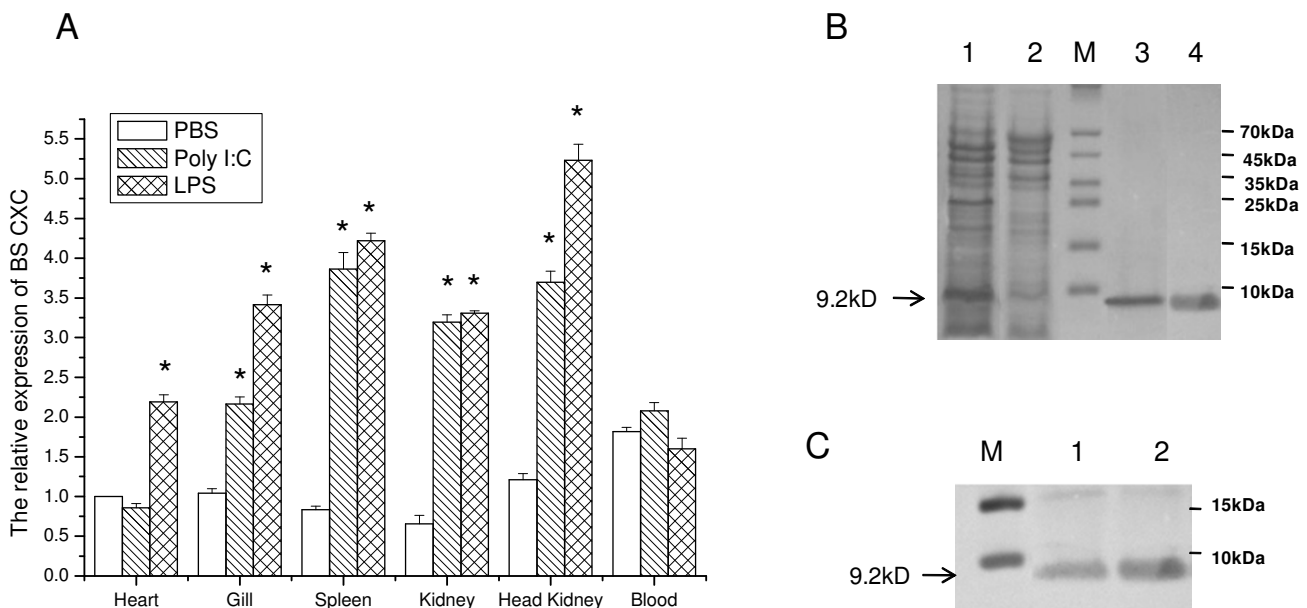 A
The relative expression of BS CXC
5.5
5.0
4.5
4.0
3.5
3.0
2.5
2.0
1.5
1.0
0.5
0.0
PBS
Poly I:C
LPS
* * * * * * * * *
Heart Gill Spleen Kidney Head Kidney Blood
B
1 2 M 3 4
70kDa
45kDa
35kDa
25kDa
15kDa
10kDa
9.2kD
C
M 1 2
15kDa
10kDa
9.2kD